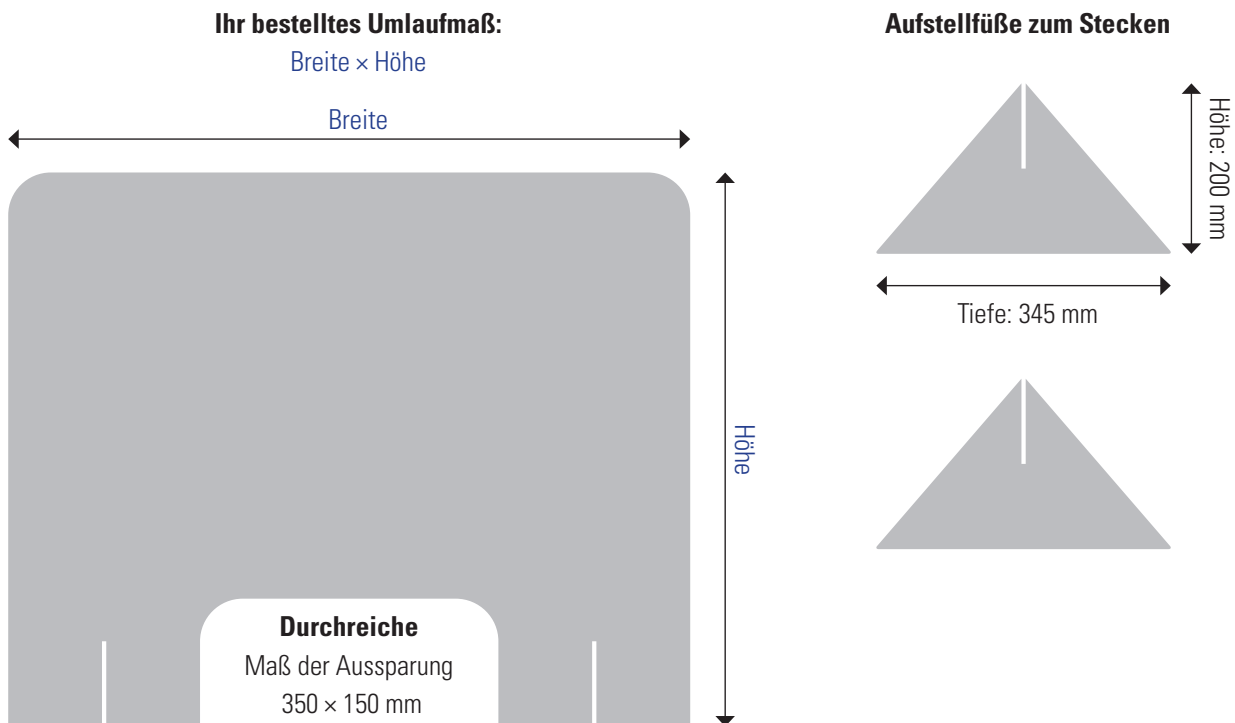 Ihr bestelltes Umlaufmaß:
Breite × Höhe
Breite
Höhe
Durchreiche
Maß der Aussparung
350 × 150 mm
Aufstellfüße zum Stecken
Höhe: 200 mm
Tiefe: 345 mm